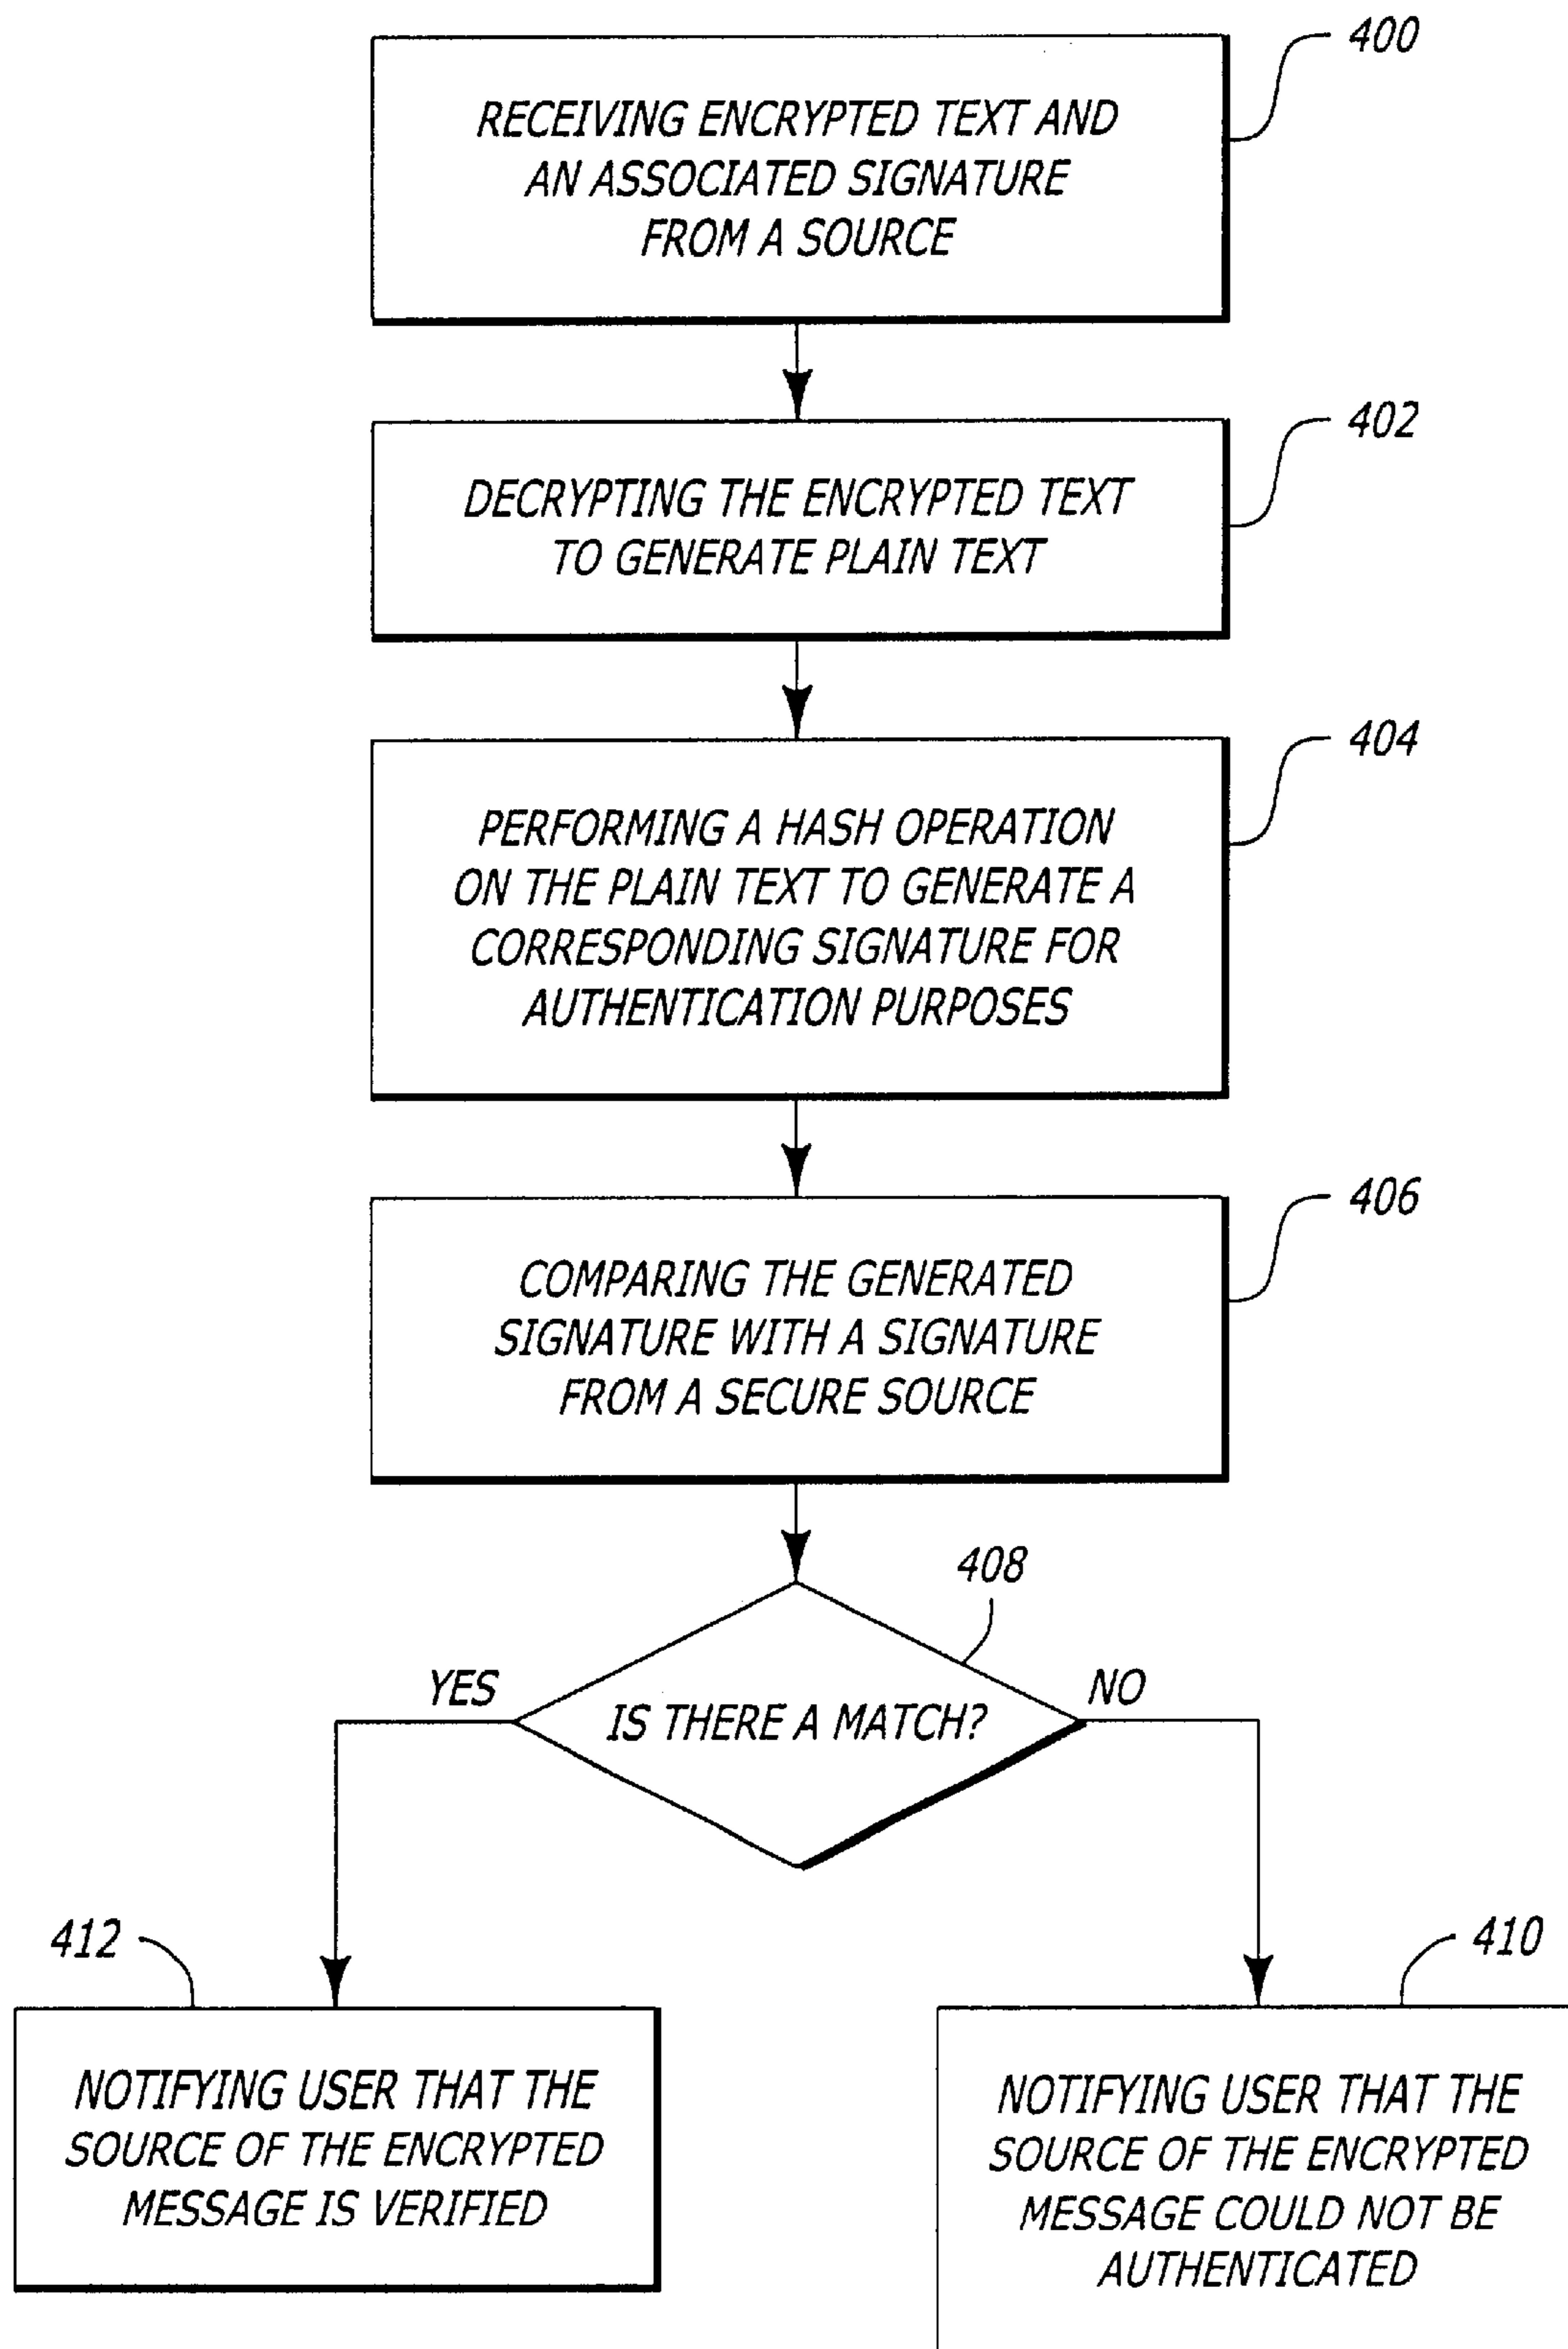 400
RECEIVING ENCRYPTED TEXT AND
AN ASSOCIATED SIGNATURE
FROM A SOURCE
402
DECRYPTING THE ENCRYPTED TEXT
TO GENERATE PLAIN TEXT
404
PERFORMING A HASH OPERATION
ON THE PLAIN TEXT TO GENERATE A
CORRESPONDING SIGNATURE FOR
AUTHENTICATION PURPOSES
406
COMPARING THE GENERATED
SIGNATURE WITH A SIGNATURE
FROM A SECURE SOURCE
408
YES
IS THERE A MATCH?
NO
412
NOTIFYING USER THAT THE
SOURCE OF THE ENCRYPTED
MESSAGE IS VERIFIED
410
NOTIFYING USER THAT THE
SOURCE OF THE ENCRYPTED
MESSAGE COULD NOT BE
AUTHENTICATED